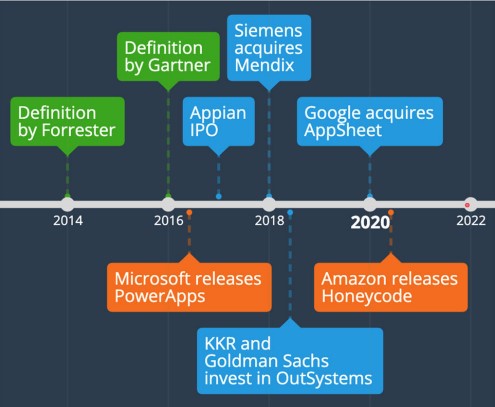 Siemens
acquires
Mendix
Definition
by Gartner
Definition
by Forrester
Appian
IPO
Google acquires
AppSheet
2014
2016
2018
2020
2022
Microsoft releases
PowerApps
Amazon releases
Honeycode
KKR and
Goldman Sachs
invest in OutSystems